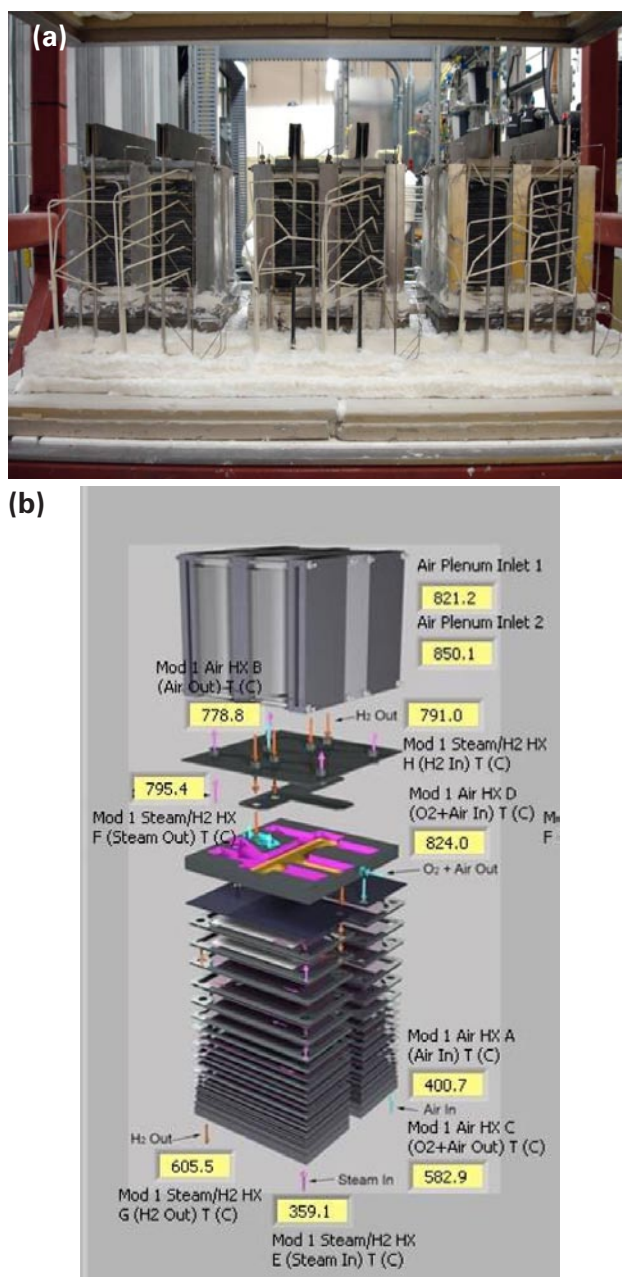 (a)
(b)
Air Plenum Inlet 1
821.2
Air Plenum Inlet 2
850.1
Mod 1 Air HX B
(Air Out) T (C)
778.8
H₂ Out
791.0
Mod 1 Steam/H2 HX
H (H2 In) T (C)
795.4
Mod 1 Steam/H2 HX
F (Steam Out) T (C)
Mod 1 Air HX D
(O2+Air In) T (C)
824.0
F
O₂ + Air Out
Mod 1 Air HX A
(Air In) T (C)
400.7
Air In
H₂ Out
605.5
Mod 1 Steam/H2 HX
G (H2 Out) T (C)
Mod 1 Air HX C
(O2+Air Out) T (C)
582.9
Steam In
359.1
Mod 1 Steam/H2 HX
E (Steam In) T (C)